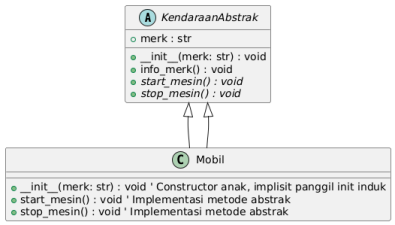 A KendaraanAbstrak
merk : str
__init__(merk: str) : void
info_merk() : void
start_mesin() : void
stop_mesin() : void
C Mobil
__init__(merk: str) : void ' Constructor anak, implisit panggil init induk
start_mesin() : void ' Implementasi metode abstrak
stop_mesin() : void ' Implementasi metode abstrak